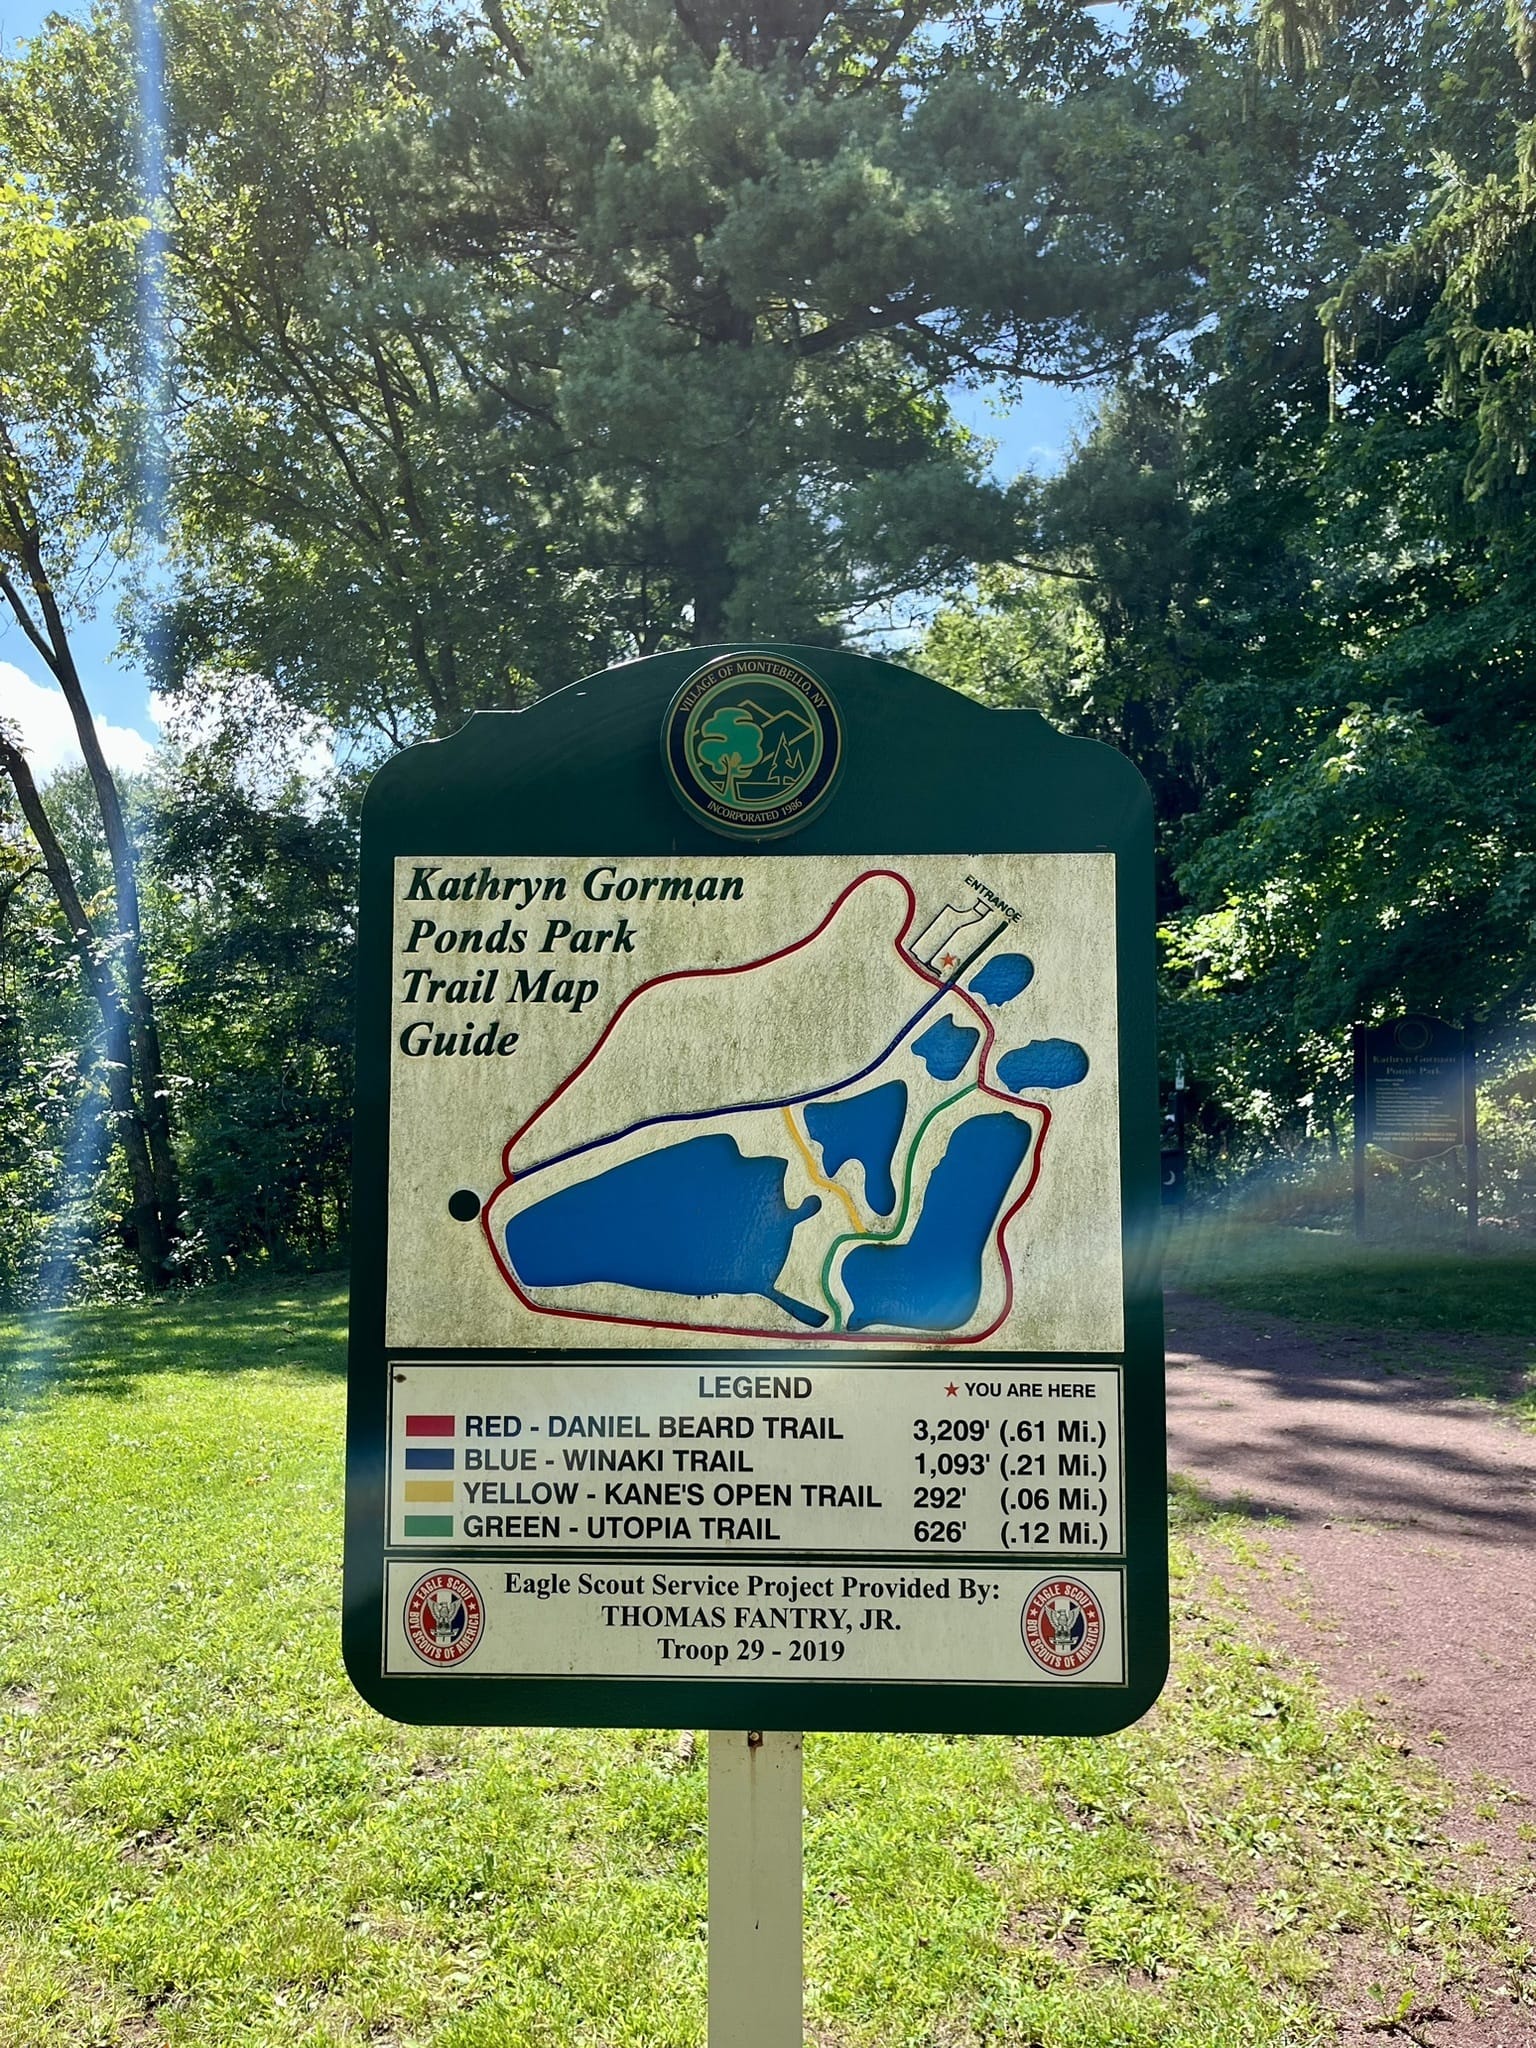 VILLAGE OF MONTEBELLO, NY
INCORPORATED 1986
Kathryn Gorman
Ponds Park
Trail Map
Guide
ENTRANCE
LEGEND
★ YOU ARE HERE
RED - DANIEL BEARD TRAIL 3,209' (.61 Mi.)
BLUE - WINAKI TRAIL 1,093' (.21 Mi.)
YELLOW - KANE'S OPEN TRAIL 292' (.06 Mi.)
GREEN - UTOPIA TRAIL 626' (.12 Mi.)
EAGLE SCOUT
BOY SCOUTS OF AMERICA
Eagle Scout Service Project Provided By:
THOMAS FANTRY, JR.
Troop 29 - 2019
EAGLE SCOUT
BOY SCOUTS OF AMERICA
Kathryn Gorman
Ponds Park